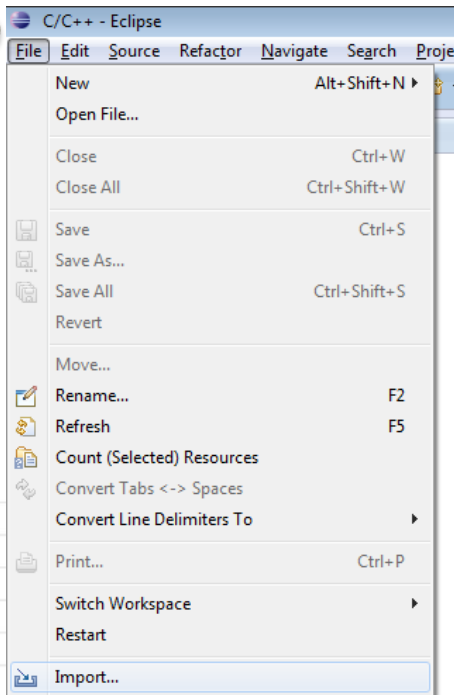 C/C++ - Eclipse
File Edit Source Refactor Navigate Search Proje
New Alt+Shift+N
Open File...
Close Ctrl+W
Close All Ctrl+Shift+W
Save Ctrl+S
Save As...
Save All Ctrl+Shift+S
Revert
Move...
Rename... F2
Refresh F5
Count (Selected) Resources
Convert Tabs <-> Spaces
Convert Line Delimiters To
Print... Ctrl+P
Switch Workspace
Restart
Import...